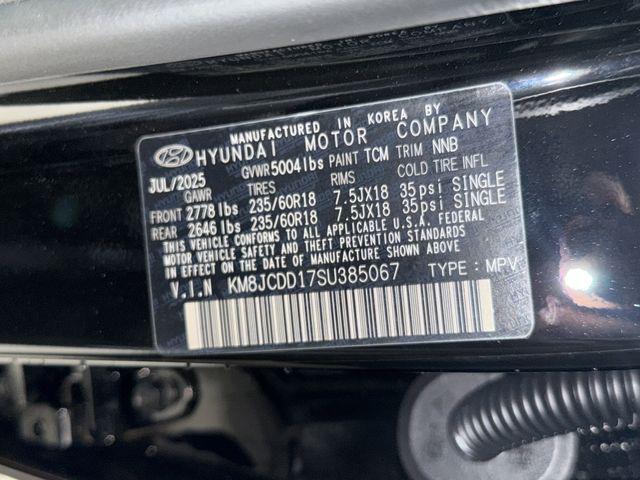 MANUFACTURED IN KOREA BY
HYUNDAI MOTOR COMPANY
JUL/2025 GVWR 5004 lbs PAINT TCM TRIM NNB
GAWR TIRES RIMS COLD TIRE INFL
FRONT 2778 lbs 235/60R18 7.5JX18 35psi SINGLE
REAR 2646 lbs 235/60R18 7.5JX18 35psi SINGLE
THIS VEHICLE CONFORMS TO ALL APPLICABLE U.S.A. FEDERAL
MOTOR VEHICLE SAFETY, BUMPER, AND THEFT PREVENTION STANDARDS
IN EFFECT ON THE DATE OF MANUFACTURE SHOWN ABOVE
V.I.N KM8JCDD17SU385067 TYPE : MPV